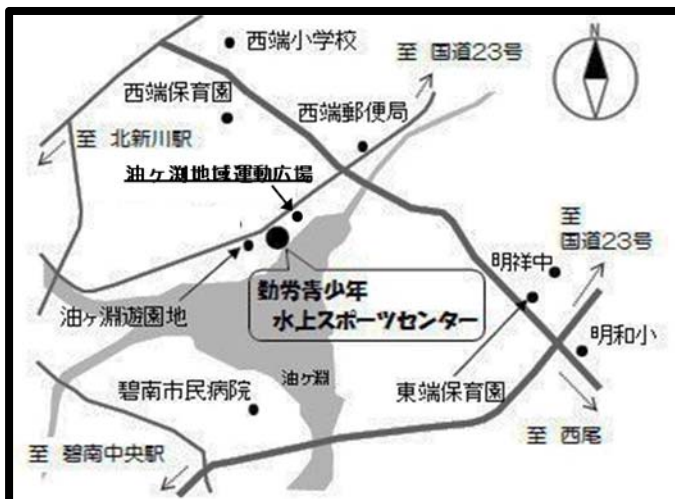 N
西端小学校
至 国道23号
西端保育園
西端郵便局
至 北新川駅
油ヶ渕地域運動広場
至
国道23号
明祥中
勤労青少年
水上スポーツセンター
油ヶ淵遊園地
明和小
油ヶ淵
東端保育園
碧南市民病院
至 西尾
至 碧南中央駅